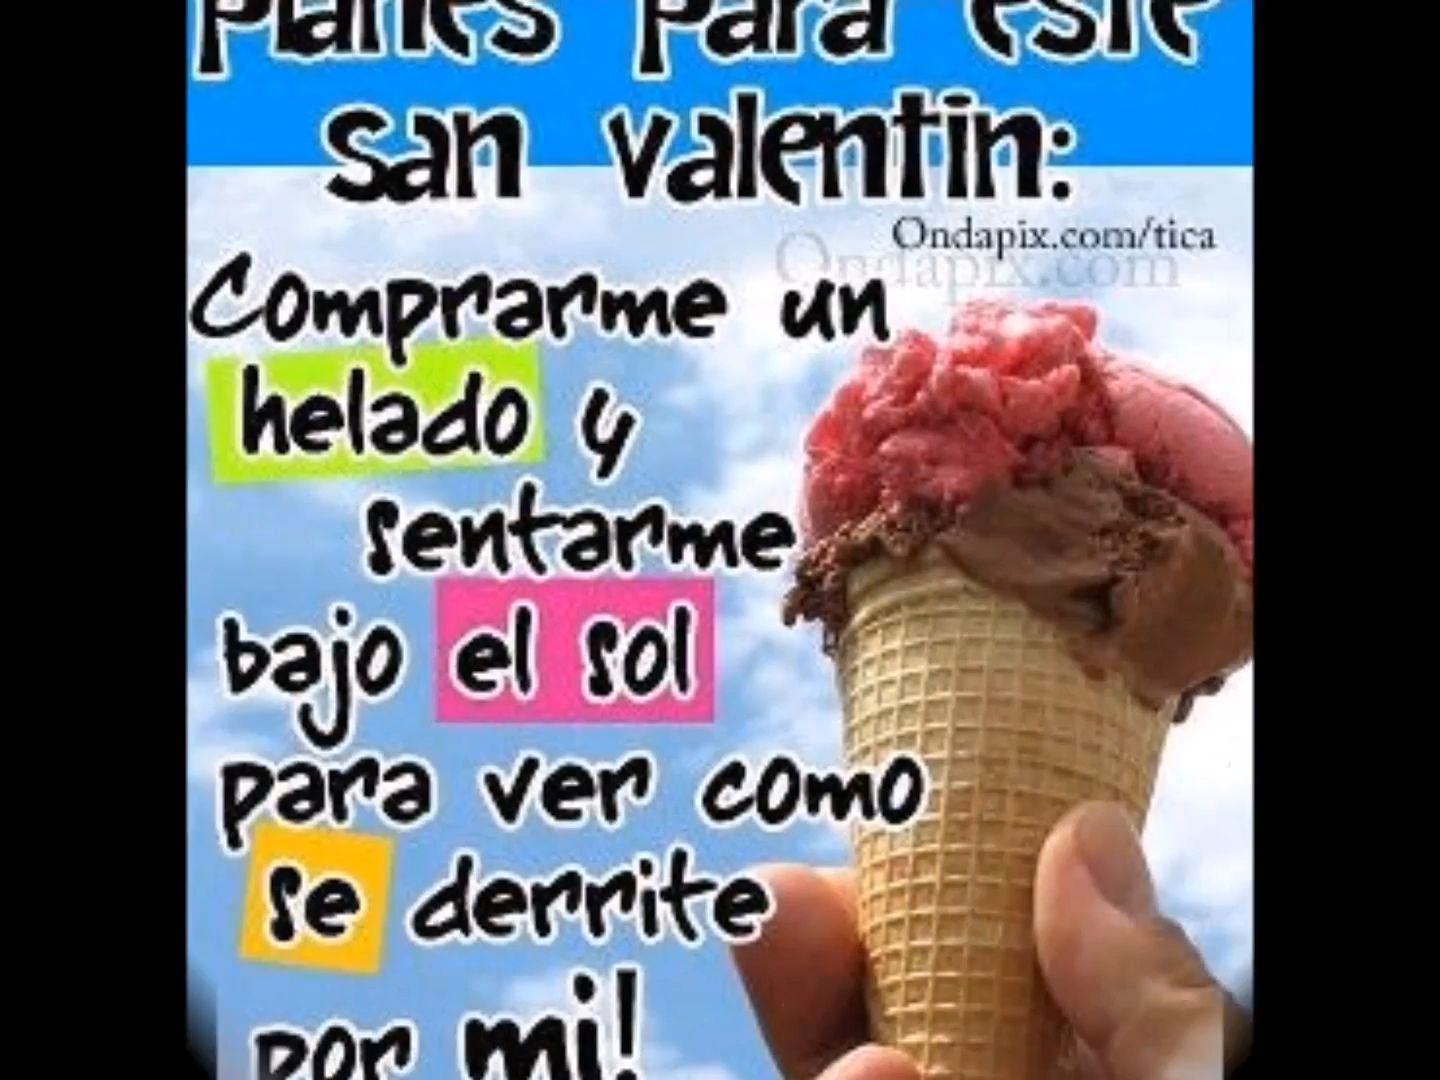 planes para este
san valentin:
Ondapix.com/tica
Ondapix.com
Comprarme un
helado y
sentarme
bajo el sol
para ver como
se derrite
por mi!